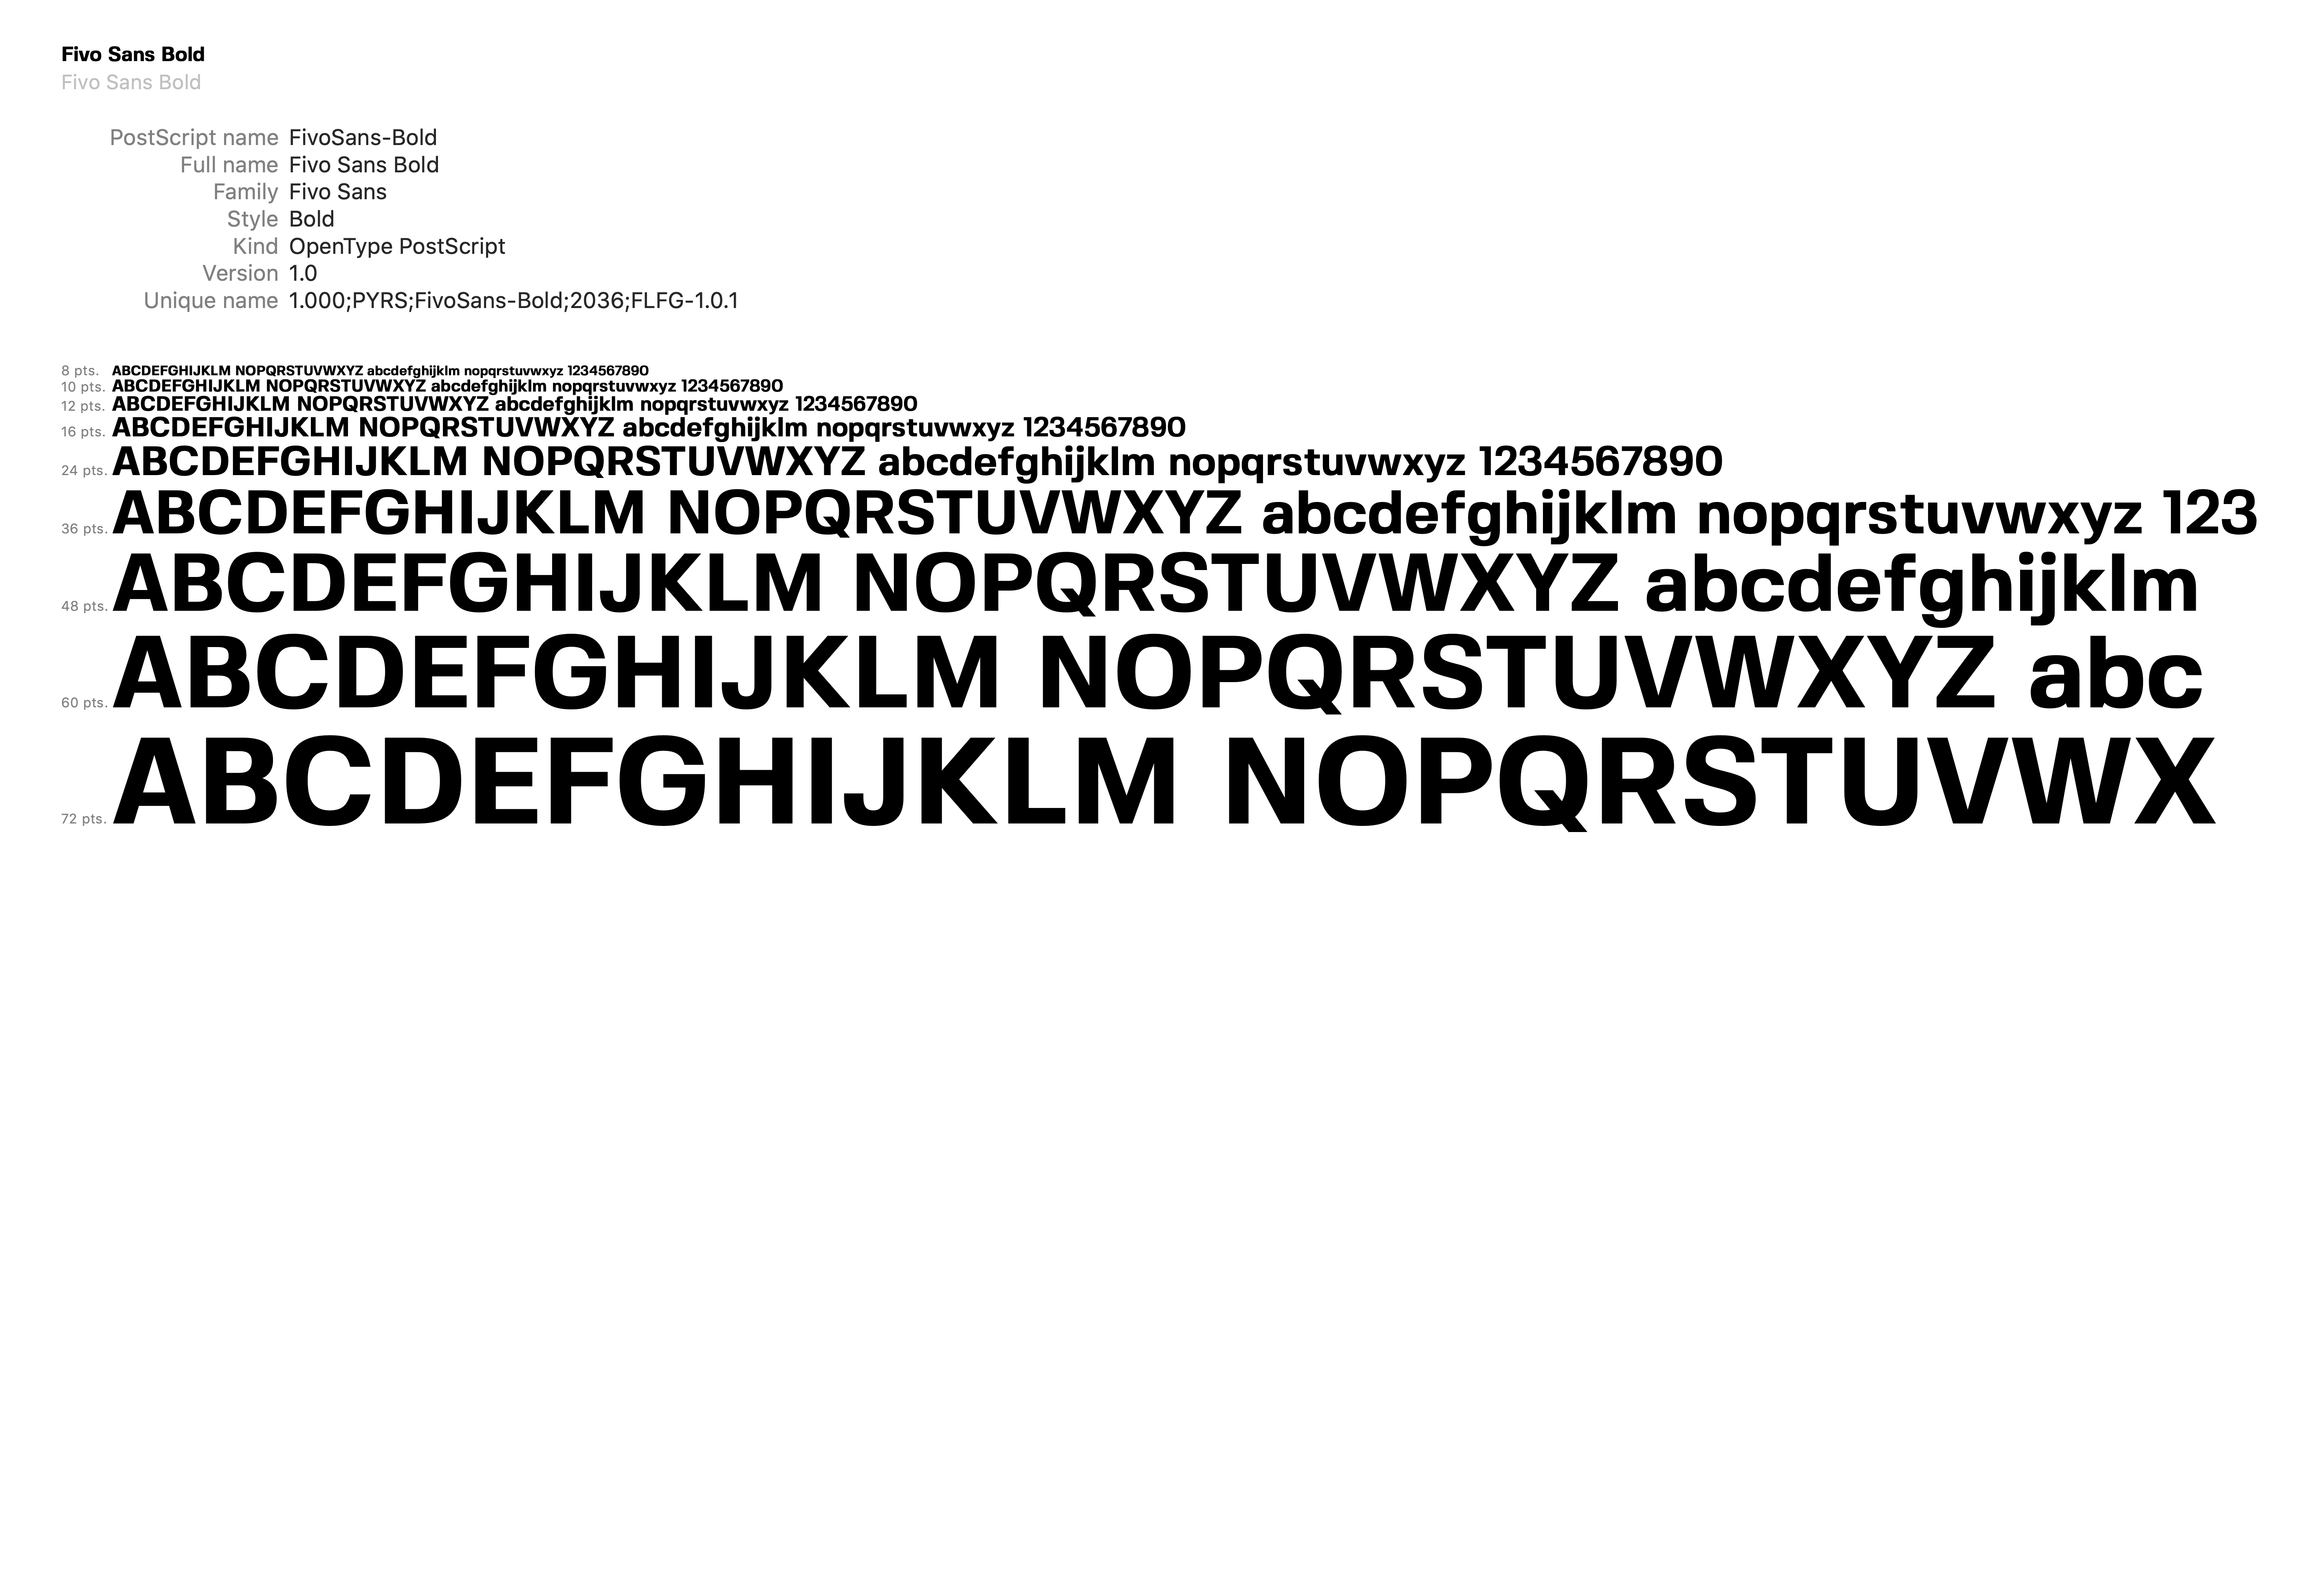 Fivo Sans Bold
Fivo Sans Bold
PostScript name FivoSans-Bold
Full name Fivo Sans Bold
Family Fivo Sans
Style Bold
Kind OpenType PostScript
Version 1.0
Unique name 1.000;PYRS;FivoSans-Bold;2036;FLFG-1.0.1
8 pts. ABCDEFGHIJKLM NOPQRSTUVWXYZ abcdefghijklm nopqrstuvwxyz 1234567890
10 pts. ABCDEFGHIJKLM NOPQRSTUVWXYZ abcdefghijklm nopqrstuvwxyz 1234567890
12 pts. ABCDEFGHIJKLM NOPQRSTUVWXYZ abcdefghijklm nopqrstuvwxyz 1234567890
16 pts. ABCDEFGHIJKLM NOPQRSTUVWXYZ abcdefghijklm nopqrstuvwxyz 1234567890
24 pts. ABCDEFGHIJKLM NOPQRSTUVWXYZ abcdefghijklm nopqrstuvwxyz 1234567890
36 pts. ABCDEFGHIJKLM NOPQRSTUVWXYZ abcdefghijklm nopqrstuvwxyz 123
48 pts. ABCDEFGHIJKLM NOPQRSTUVWXYZ abcdefghijklm
60 pts. ABCDEFGHIJKLM NOPQRSTUVWXYZ abc
72 pts. ABCDEFGHIJKLM NOPQRSTUVWX